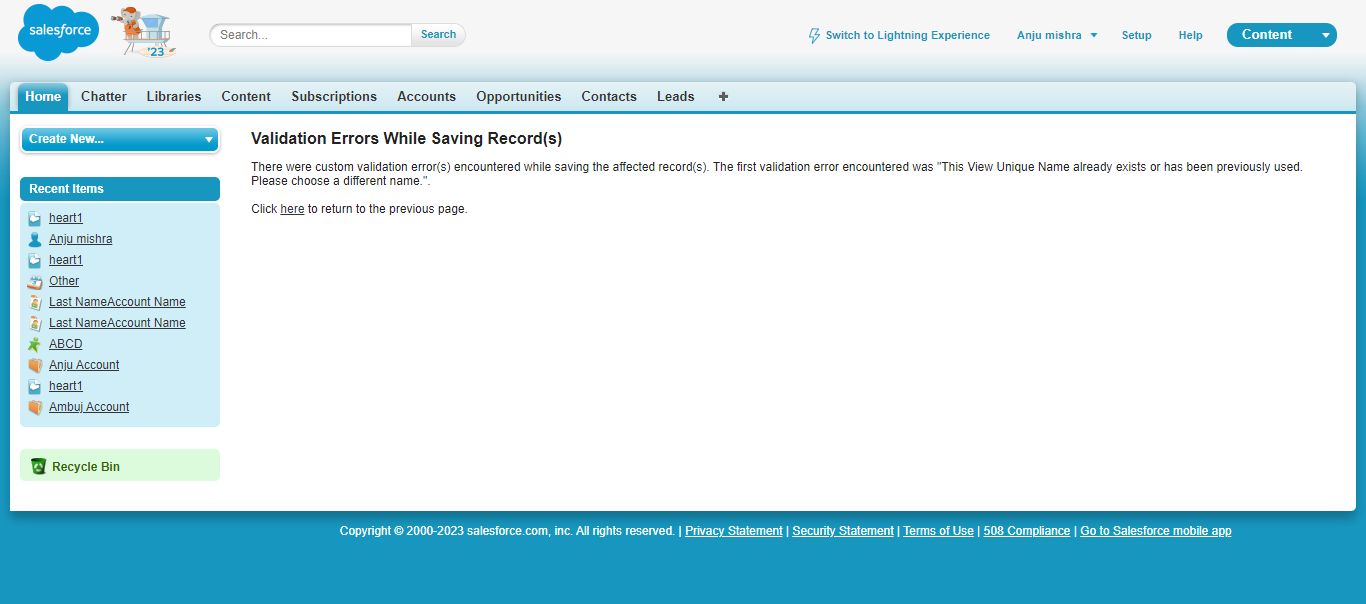 salesforce
'23
Search...
Search
Switch to Lightning Experience
Anju mishra
Setup
Help
Content
Home
Chatter
Libraries
Content
Subscriptions
Accounts
Opportunities
Contacts
Leads
+
Create New...
Recent Items
heart1
Anju mishra
heart1
Other
Last NameAccount Name
Last NameAccount Name
ABCD
Anju Account
heart1
Ambuj Account
Recycle Bin
Validation Errors While Saving Record(s)
There were custom validation error(s) encountered while saving the affected record(s). The first validation error encountered was "This View Unique Name already exists or has been previously used.
Please choose a different name.".
Click here to return to the previous page.
Copyright © 2000-2023 salesforce.com, inc. All rights reserved. | Privacy Statement | Security Statement | Terms of Use | 508 Compliance | Go to Salesforce mobile app